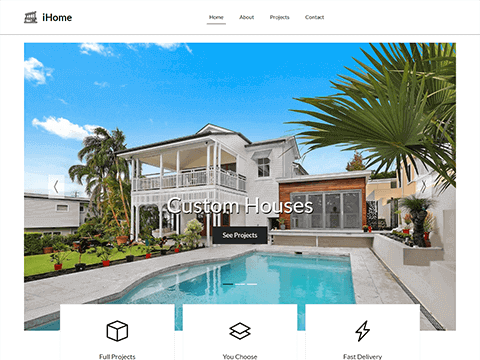 iHome
Home About Projects Contact
Custom Houses
See Projects
Full Projects You Choose Fast Delivery